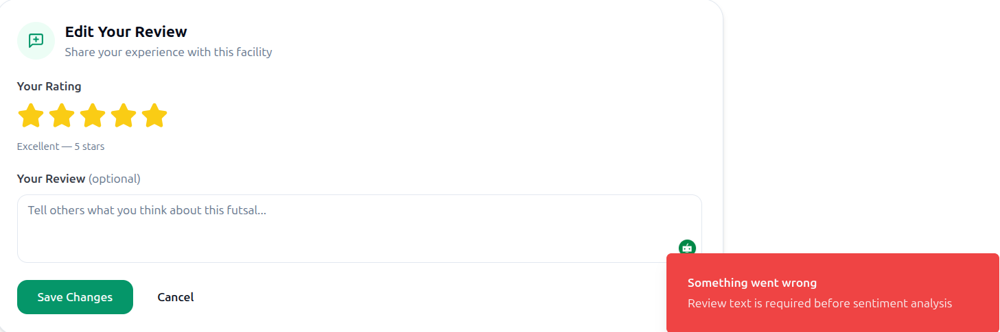 Edit Your Review
Share your experience with this facility
Your Rating
Excellent — 5 stars
Your Review (optional)
Tell others what you think about this futsal...
Save Changes
Cancel
Something went wrong
Review text is required before sentiment analysis